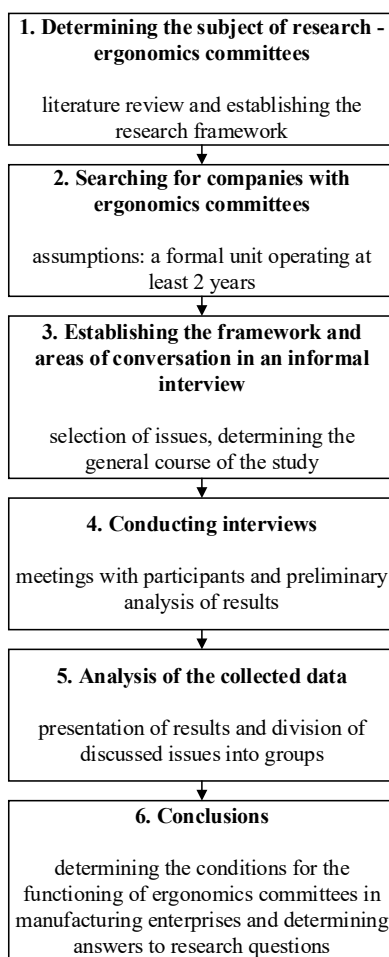 1. Determining the subject of research -
ergonomics committees
literature review and establishing the
research framework
2. Searching for companies with
ergonomics committees
assumptions: a formal unit operating at
least 2 years
3. Establishing the framework and
areas of conversation in an informal
interview
selection of issues, determining the
general course of the study
4. Conducting interviews
meetings with participants and preliminary
analysis of results
5. Analysis of the collected data
presentation of results and division of
discussed issues into groups
6. Conclusions
determining the conditions for the
functioning of ergonomics committees in
manufacturing enterprises and determining
answers to research questions